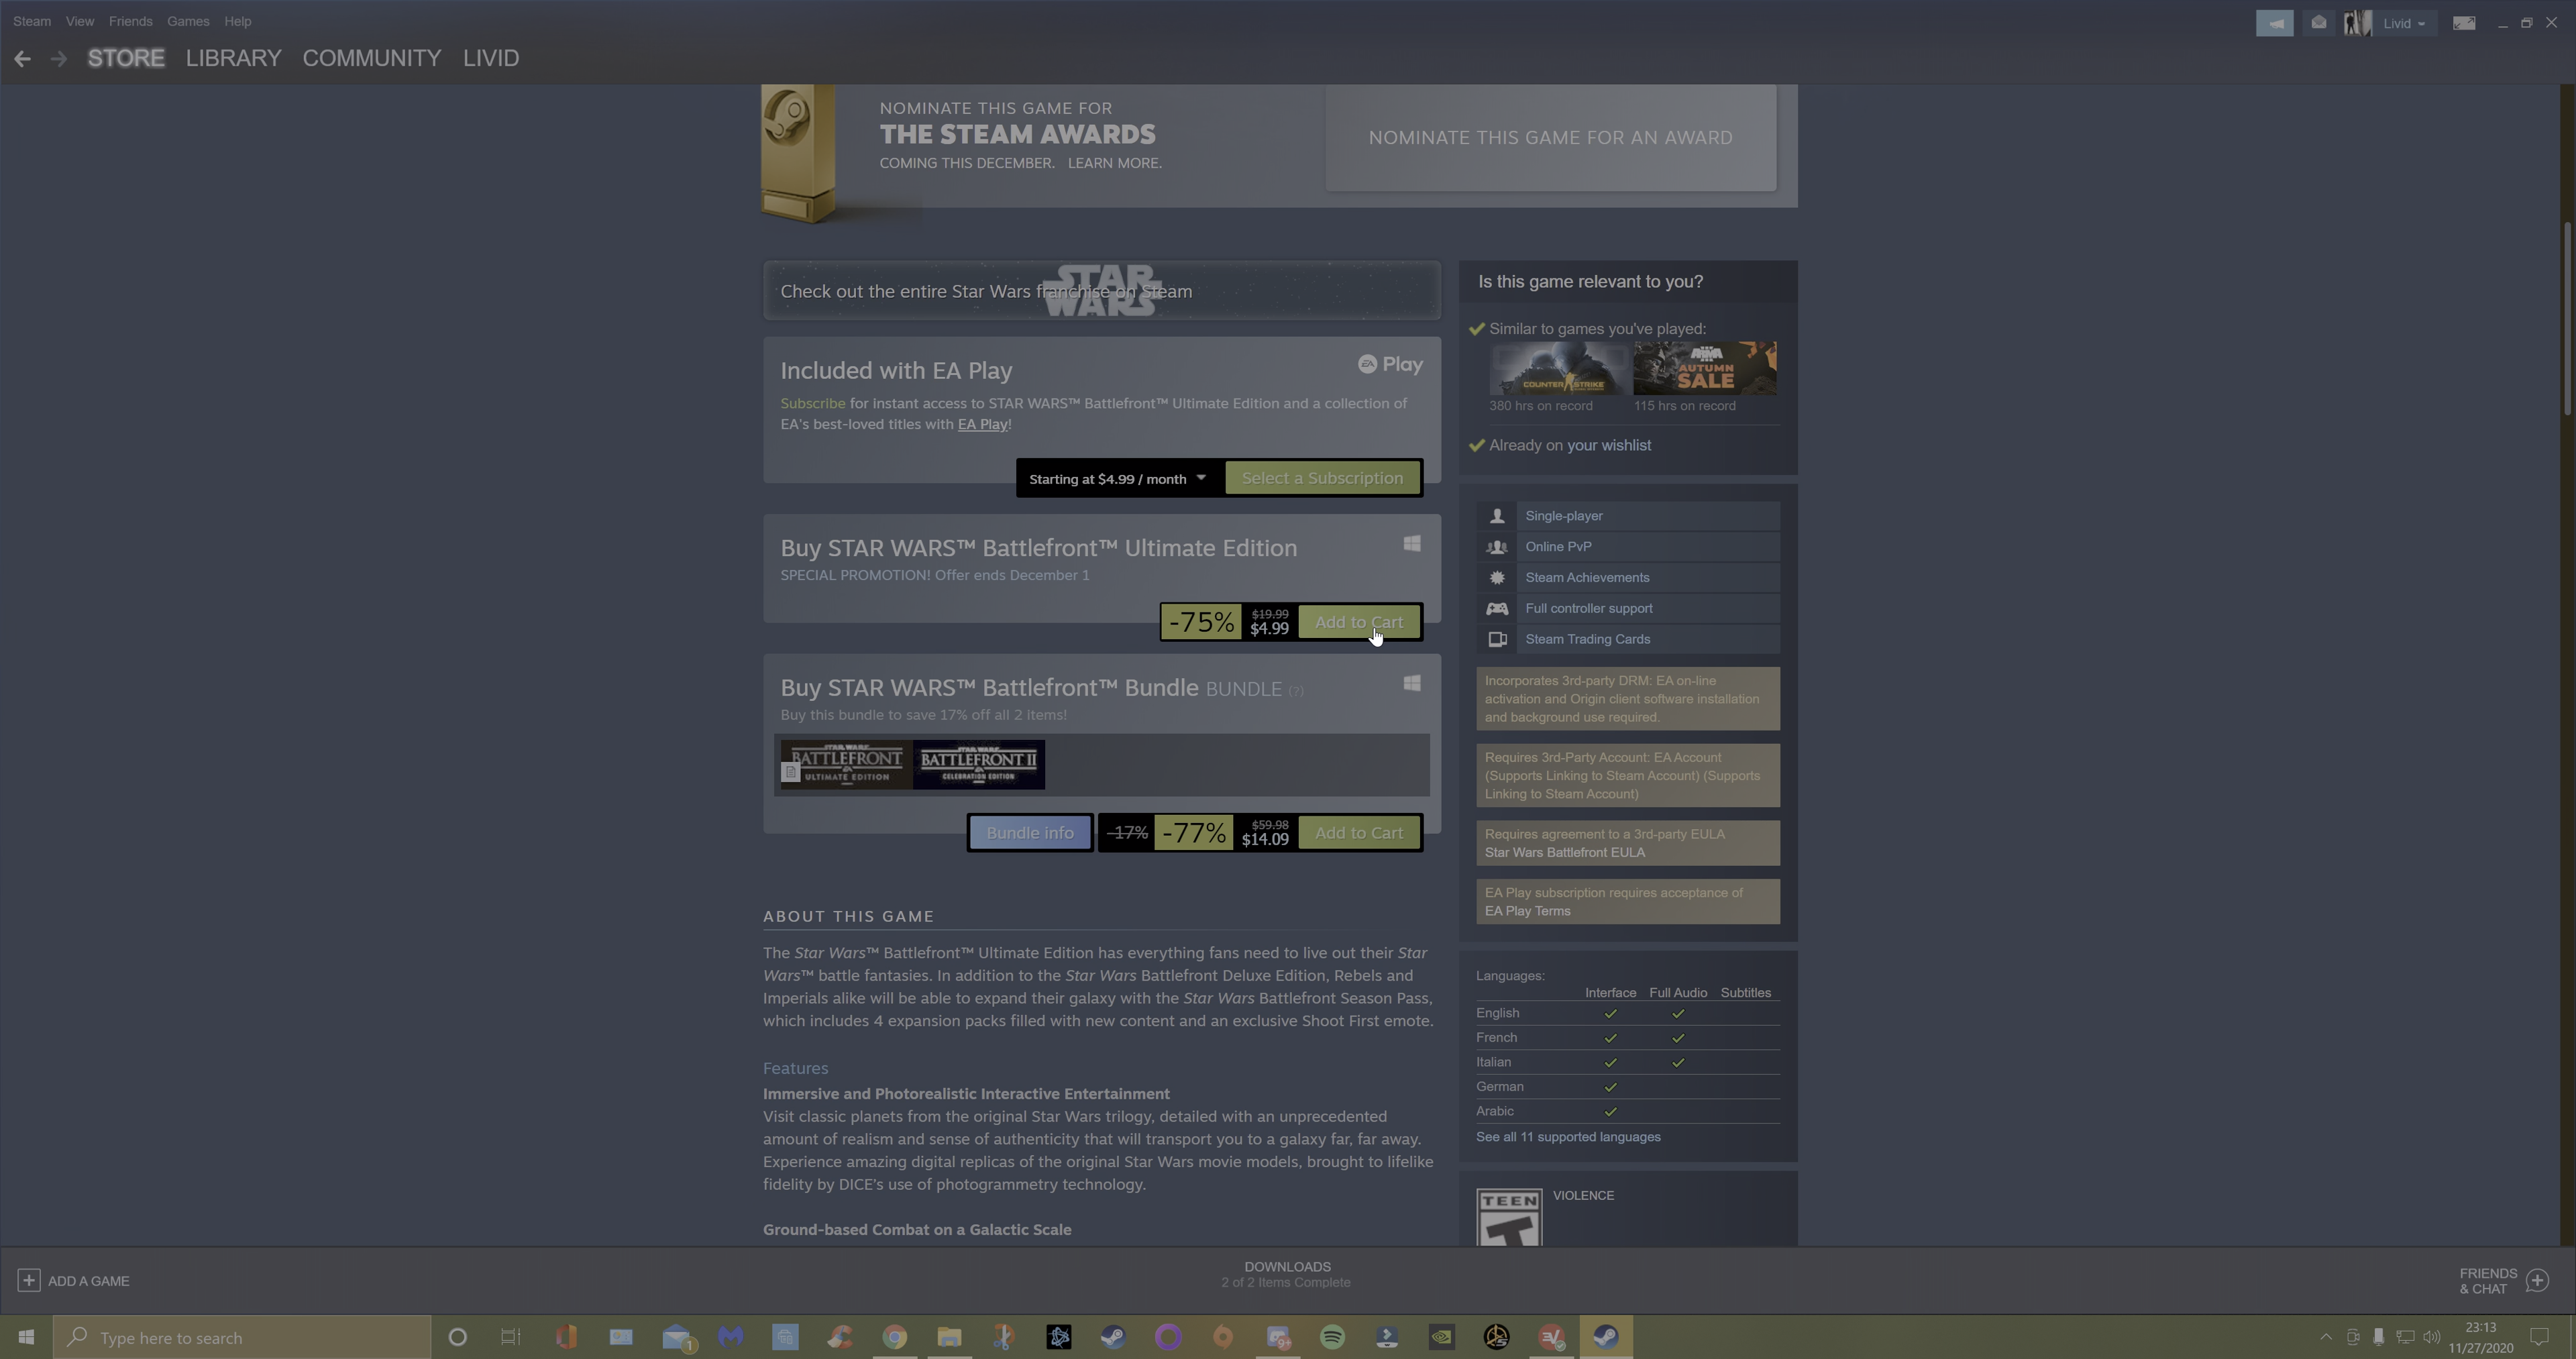 Steam View Friends Games Help
Livid
STORE LIBRARY COMMUNITY LIVID
NOMINATE THIS GAME FOR
THE STEAM AWARDS
COMING THIS DECEMBER. LEARN MORE.
NOMINATE THIS GAME FOR AN AWARD
Check out the entire Star Wars franchise on Steam
STAR
WARS
Included with EA Play
EA Play
Subscribe for instant access to STAR WARS™ Battlefront™ Ultimate Edition and a collection of
EA's best-loved titles with EA Play!
Starting at $4.99 / month
Select a Subscription
Buy STAR WARS™ Battlefront™ Ultimate Edition
SPECIAL PROMOTION! Offer ends December 1
-75%
$19.99
$4.99
Add to Cart
Buy STAR WARS™ Battlefront™ Bundle BUNDLE (?)
Buy this bundle to save 17% off all 2 items!
STAR WARS
BATTLEFRONT
ULTIMATE EDITION
STAR WARS
BATTLEFRONT II
CELEBRATION EDITION
Bundle info
-17%
-77%
$59.98
$14.09
Add to Cart
ABOUT THIS GAME
The Star Wars™ Battlefront™ Ultimate Edition has everything fans need to live out their Star
Wars™ battle fantasies. In addition to the Star Wars Battlefront Deluxe Edition, Rebels and
Imperials alike will be able to expand their galaxy with the Star Wars Battlefront Season Pass,
which includes 4 expansion packs filled with new content and an exclusive Shoot First emote.
Features
Immersive and Photorealistic Interactive Entertainment
Visit classic planets from the original Star Wars trilogy, detailed with an unprecedented
amount of realism and sense of authenticity that will transport you to a galaxy far, far away.
Experience amazing digital replicas of the original Star Wars movie models, brought to lifelike
fidelity by DICE's use of photogrammetry technology.
Ground-based Combat on a Galactic Scale
Is this game relevant to you?
Similar to games you've played:
COUNTER STRIKE
ARMA
III
AUTUMN
SALE
380 hrs on record
115 hrs on record
Already on your wishlist
Single-player
Online PvP
Steam Achievements
Full controller support
Steam Trading Cards
Incorporates 3rd-party DRM: EA on-line
activation and Origin client software installation
and background use required.
Requires 3rd-Party Account: EA Account
(Supports Linking to Steam Account) (Supports
Linking to Steam Account)
Requires agreement to a 3rd-party EULA
Star Wars Battlefront EULA
EA Play subscription requires acceptance of
EA Play Terms
Languages:
Interface Full Audio Subtitles
English
French
Italian
German
Arabic
See all 11 supported languages
TEEN
T
VIOLENCE
ADD A GAME
DOWNLOADS
2 of 2 Items Complete
FRIENDS
& CHAT
Type here to search
1
9+
23:13
11/27/2020